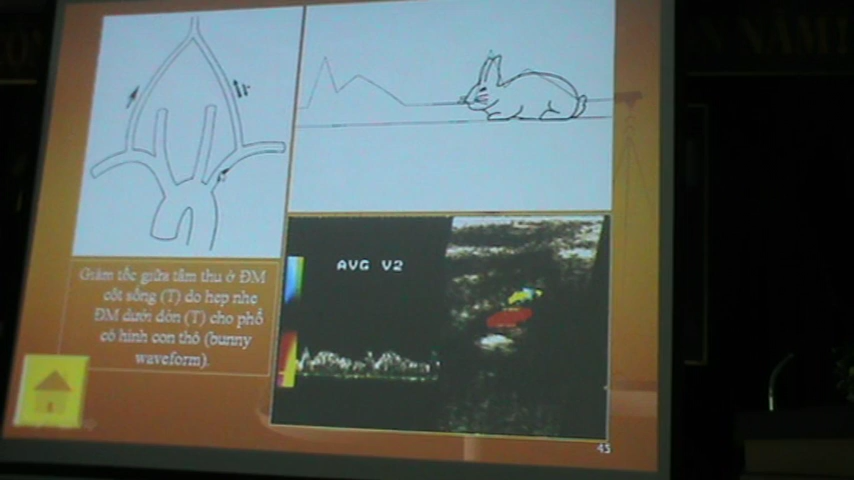 AVG V2
Giảm tốc giữa tâm thu ở ĐM
cột sống (T) do hẹp nhẹ
ĐM dưới đòn (T) cho phổ
có hình con thỏ (bunny
waveform).
45
NĂM